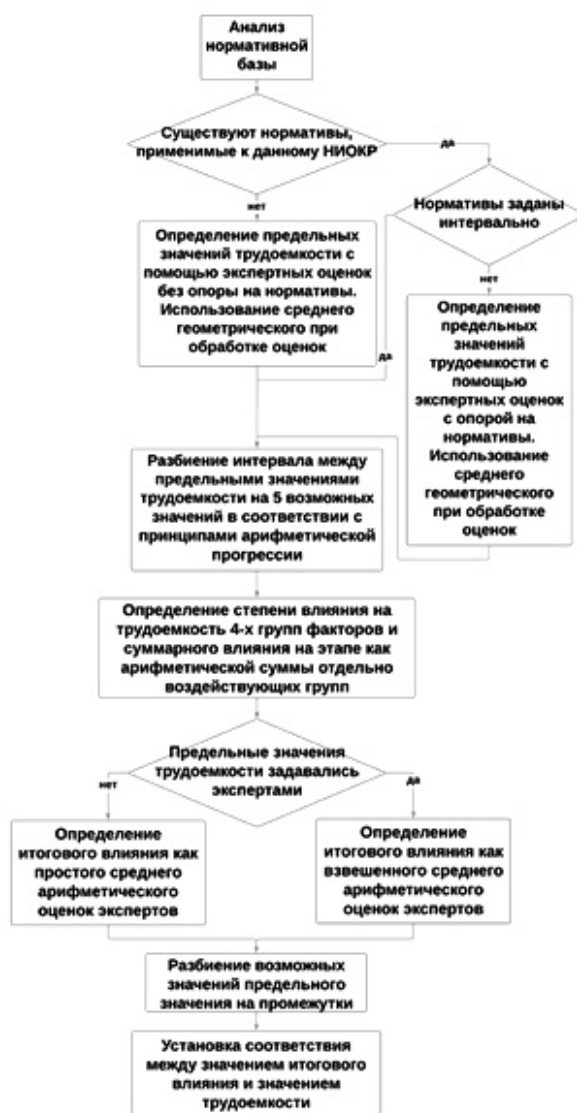 Анализ
нормативной
базы
Существуют нормативы,
применимые к данному НИОКР
да
нет
Нормативы заданы
интервально
нет
Определение предельных
значений трудоемкости с
помощью экспертных оценок
без опоры на нормативы.
Использование среднего
геометрического при
обработке оценок
да
Определение
предельных
значений
трудоемкости с
помощью
экспертных оценок
с опорой на
нормативы.
Использование
среднего
геометрического
при обработке
оценок
Разбиение интервала между
предельными значениями
трудоемкости на 5 возможных
значений в соответствии с
принципами арифметической
прогрессии
Определение степени влияния на
трудоемкость 4-х групп факторов и
суммарного влияния на этапе как
арифметической суммы отдельно
воздействующих групп
Предельные значения
трудоемкости задавались
экспертами
нет
да
Определение
итогового влияния как
простого среднего
арифметического
оценок экспертов
Определение
итогового влияния как
взвешенного среднего
арифметического
оценок экспертов
Разбиение возможных
значений предельного
значения на промежутки
Установка соответствия
между значением итогового
влияния и значением
трудоемкости